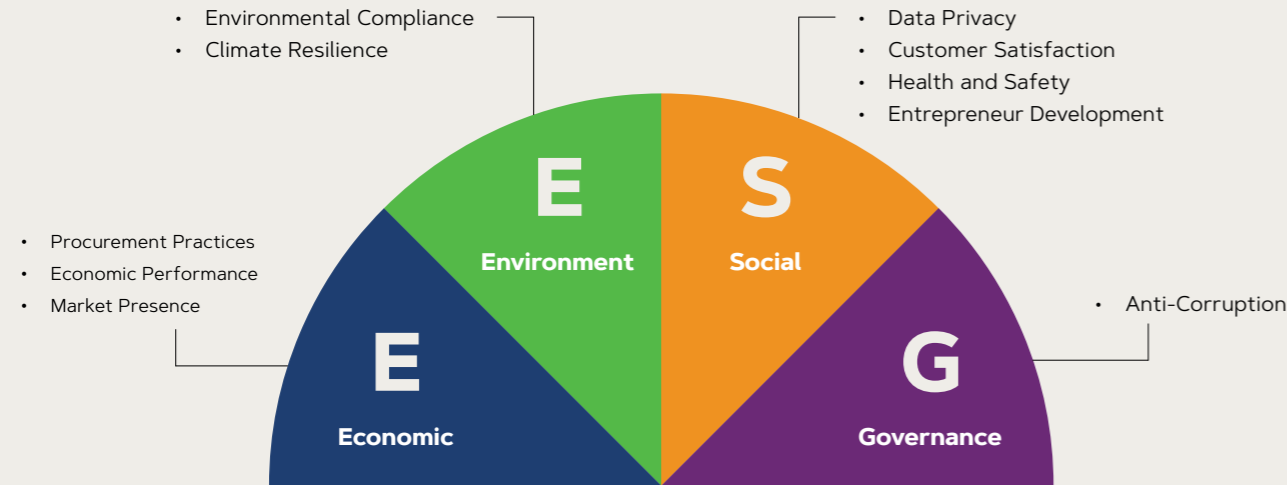 • Environmental Compliance
• Climate Resilience
• Data Privacy
• Customer Satisfaction
• Health and Safety
• Entrepreneur Development
E
Environment
S
Social
• Procurement Practices
• Economic Performance
• Market Presence
E
Economic
G
Governance
• Anti-Corruption